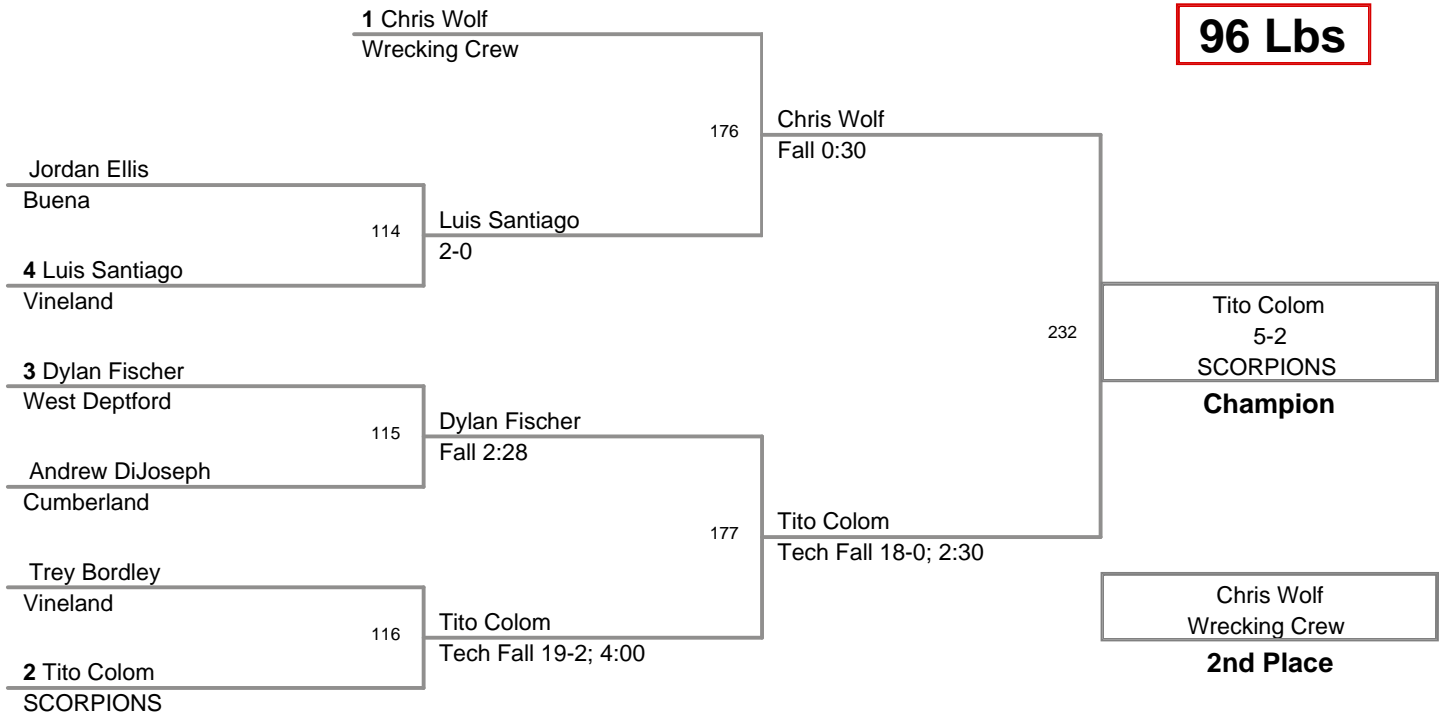 1 Chris Wolf
Wrecking Crew
96 Lbs
176
Chris Wolf
Fall 0:30
Jordan Ellis
Buena
114
Luis Santiago
2-0
4 Luis Santiago
Vineland
232
Tito Colom
5-2
SCORPIONS
Champion
3 Dylan Fischer
West Deptford
115
Dylan Fischer
Fall 2:28
Andrew DiJoseph
Cumberland
177
Tito Colom
Tech Fall 18-0; 2:30
Trey Bordley
Vineland
116
Tito Colom
Tech Fall 19-2; 4:00
2 Tito Colom
SCORPIONS
Chris Wolf
Wrecking Crew
2nd Place